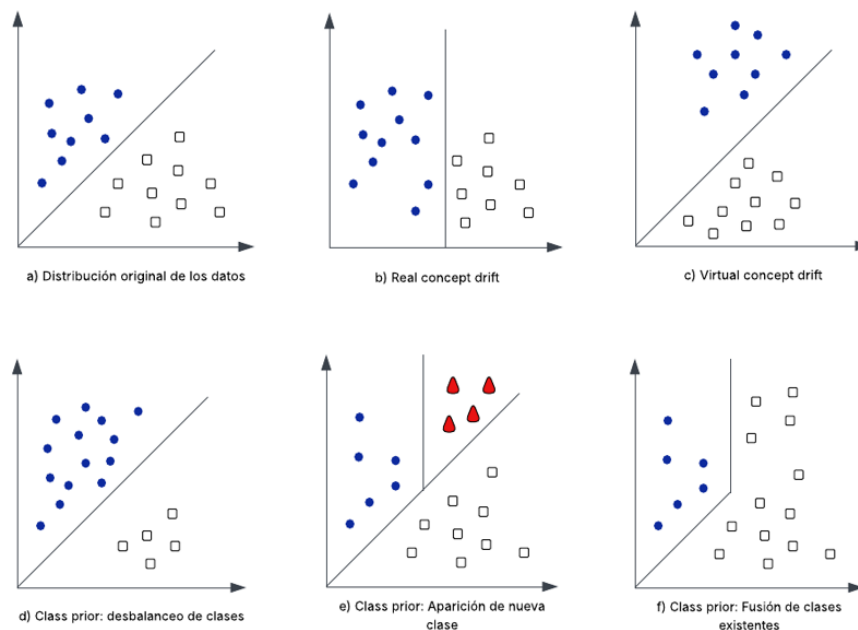 a) Distribución original de los datos
b) Real concept drift
c) Virtual concept drift
d) Class prior: desbalanceo de clases
e) Class prior: Aparición de nueva
clase
f) Class prior: Fusión de clases
existentes